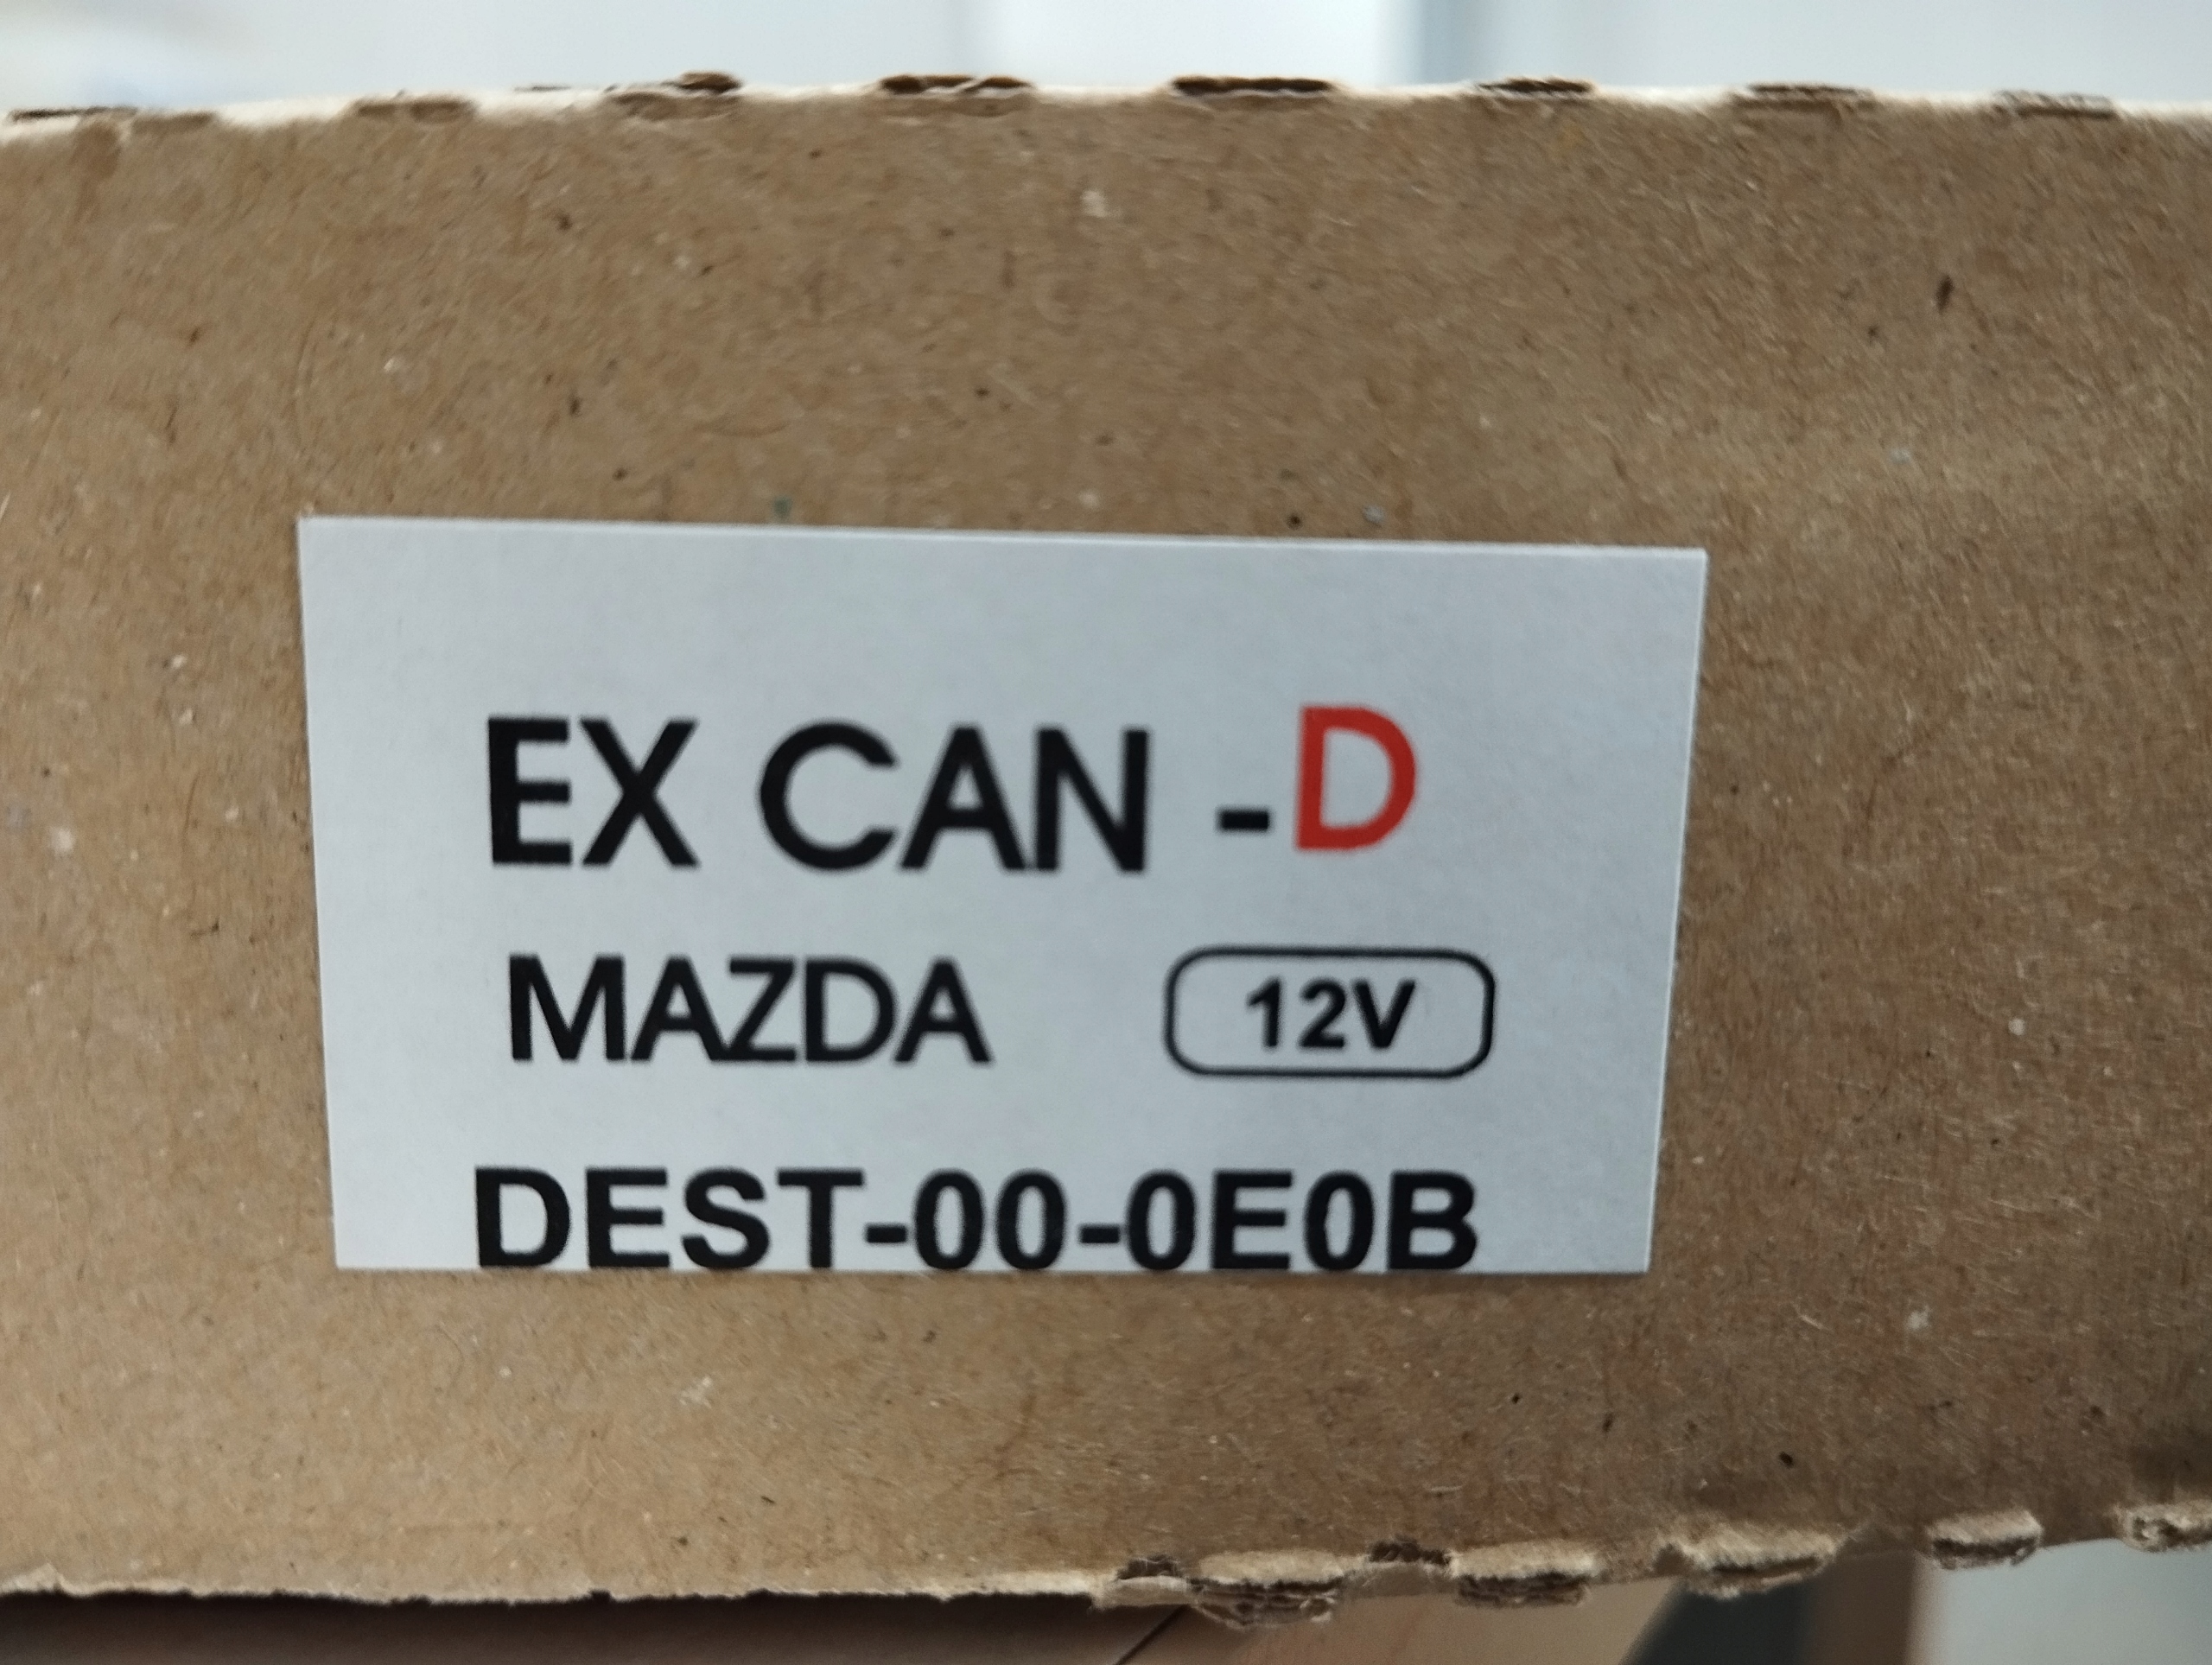 EX CAN -D
MAZDA 12V
DEST-00-0E0B